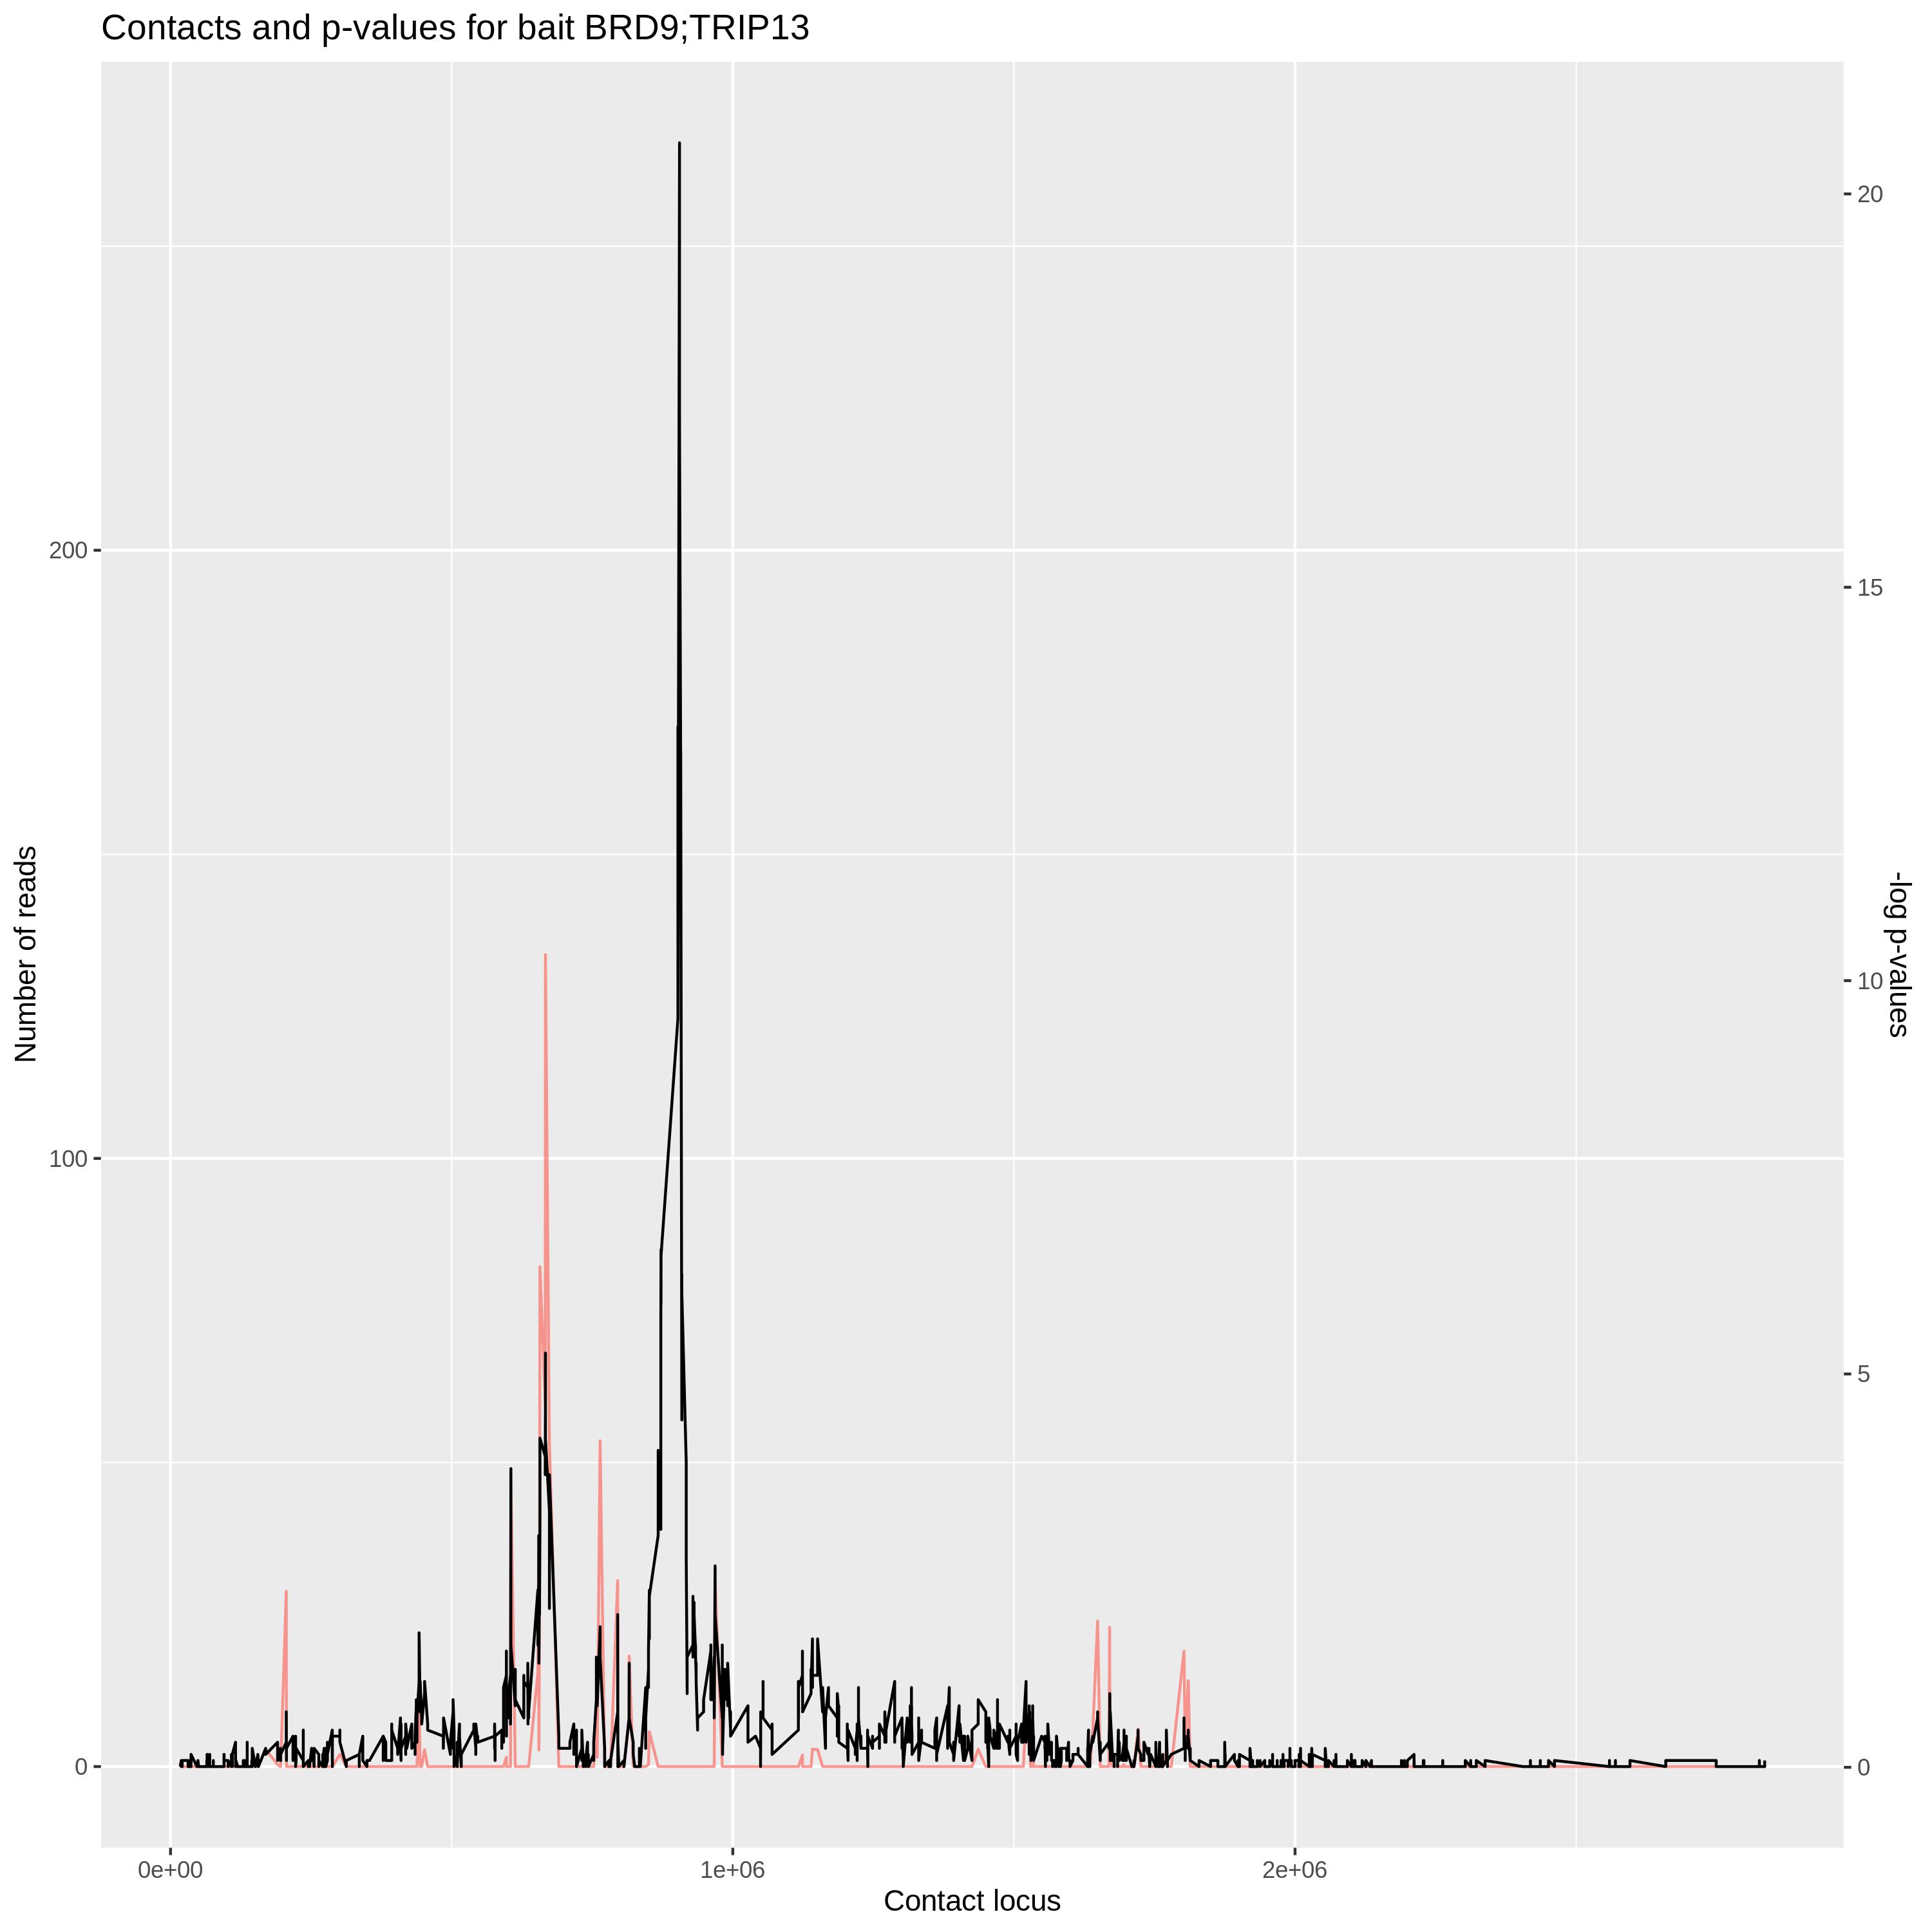 Contacts and p-values for bait BRD9;TRIP13
Number of reads
200
100
0
20
15
10
5
0
-log p-values
0e+00
1e+06
2e+06
Contact locus